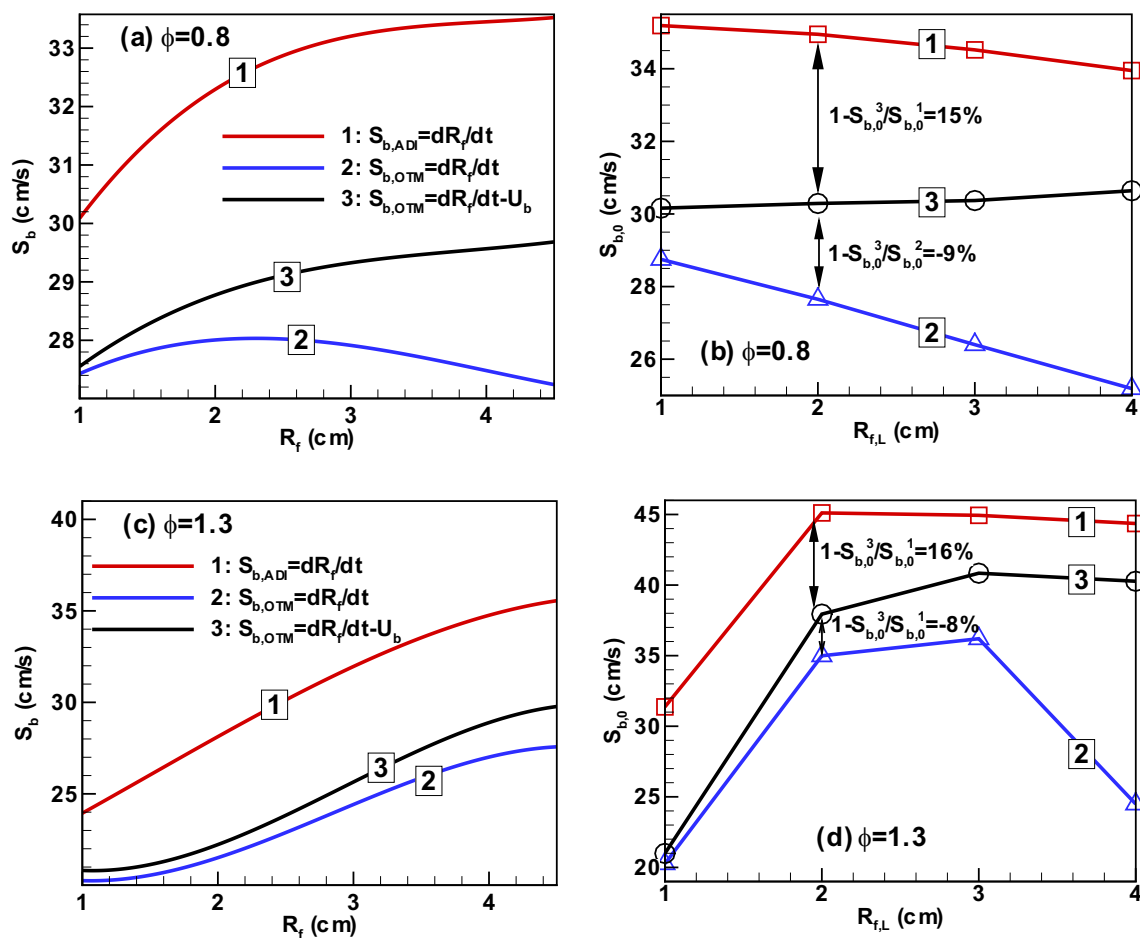 (a) ϕ=0.8
33
32
31
30
29
28
S_b (cm/s)
1
3
2
1: S_b,ADI=dR_f/dt
2: S_b,OTM=dR_f/dt
3: S_b,OTM=dR_f/dt-U_b
1 2 3 4
R_f (cm)
34
32
30
28
26
S_b,0 (cm/s)
1
1-S_b,0^3/S_b,0^1=15%
3
1-S_b,0^3/S_b,0^2=-9%
2
(b) ϕ=0.8
1 2 3 4
R_f,L (cm)
(c) ϕ=1.3
40
35
30
25
S_b (cm/s)
1: S_b,ADI=dR_f/dt
2: S_b,OTM=dR_f/dt
3: S_b,OTM=dR_f/dt-U_b
1
3
2
1 2 3 4
R_f (cm)
45
40
35
30
25
20
S_b,0 (cm/s)
1
1-S_b,0^3/S_b,0^1=16%
3
1-S_b,0^3/S_b,0^1=-8%
2
(d) ϕ=1.3
1 2 3 4
R_f,L (cm)